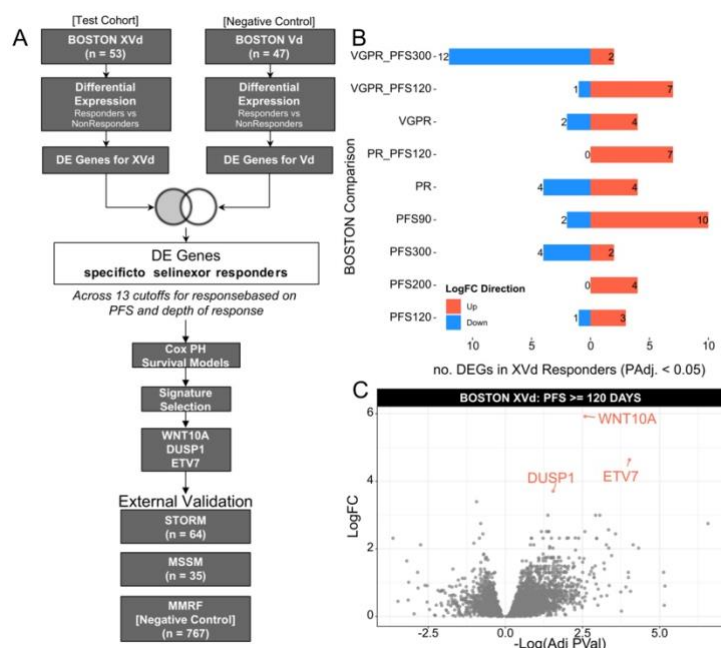 A
[Test Cohort]
[Negative Control]
BOSTON XVd
(n = 53)
BOSTON Vd
(n = 47)
Differential
Expression
Responders vs
NonResponders
Differential
Expression
Responders vs
NonResponders
DE Genes for XVd
DE Genes for Vd
DE Genes
specificto selinexor responders
Across 13 cutoffs for responsebased on
PFS and depth of response
Cox PH
Survival Models
Signature
Selection
WNT10A
DUSP1
ETV7
External Validation
STORM
(n = 64)
MSSM
(n = 35)
MMRF
[Negative Control]
(n = 767)
B
BOSTON Comparison
VGPR_PFS300
12
2
VGPR_PFS120
1
7
VGPR
2
4
PR_PFS120
0
7
PR
4
4
PFS90
2
10
PFS300
4
2
PFS200
0
4
PFS120
1
3
LogFC Direction
Up
Down
10
5
0
5
10
no. DEGs in XVd Responders (PAdj. < 0.05)
C
BOSTON XVd: PFS >= 120 DAYS
LogFC
6
4
2
0
WNT10A
DUSP1
ETV7
-2.5
0.0
2.5
5.0
-Log(Adj PVal)